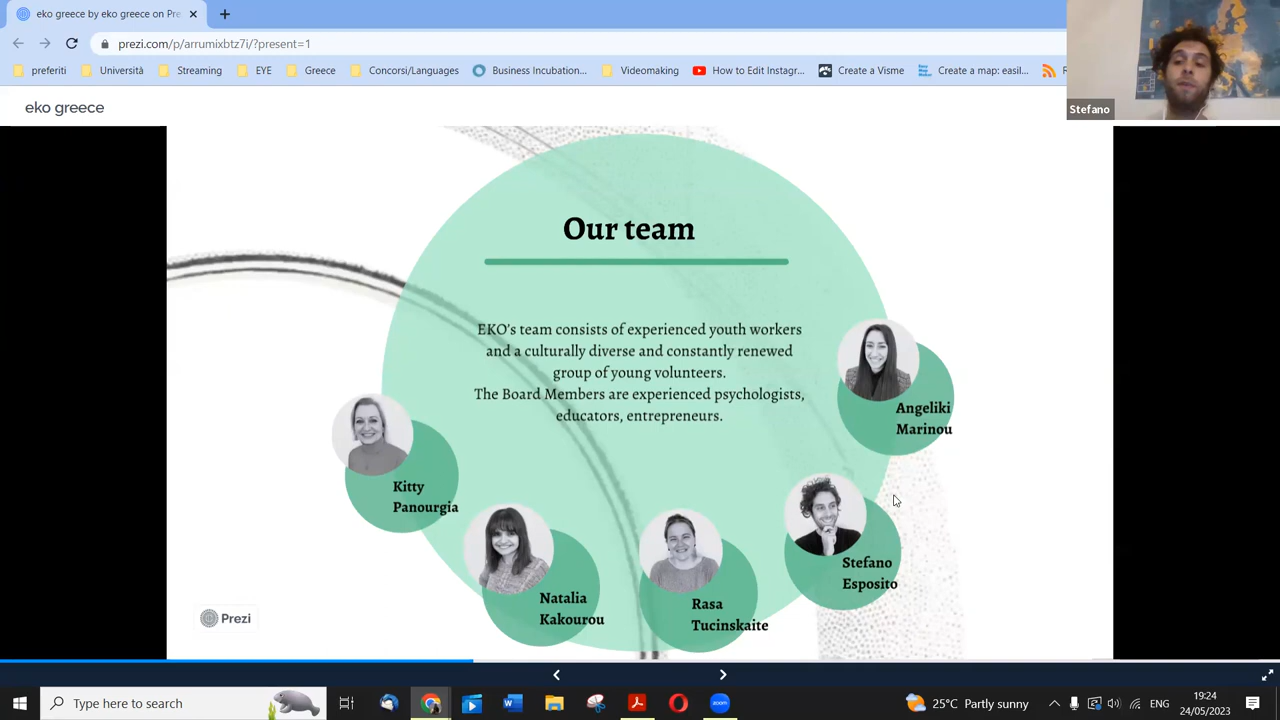 eko greece by eko greece on Prez
prezi.com/p/arrumixbtz7i/?present=1
preferiti
Università
Streaming
EYE
Greece
Concorsi/Languag
Business Incubation...
Videomaking
How to Edit Instagr...
Create a Visme
Create a map: easil...
eko greece
Stefano
Our team
EKO's team consists of experienced youth workers
and a culturally diverse and constantly renewed
group of young volunteers.
The Board Members are experienced psychologists,
educators, entrepreneurs.
Angeliki
Marinou
Kitty
Panourgia
Stefano
Esposito
Natalia
Kakourou
Rasa
Tucinskaite
Prezi
Type here to search
zoom
25°C Partly sunny
ENG
19:24
24/05/2023